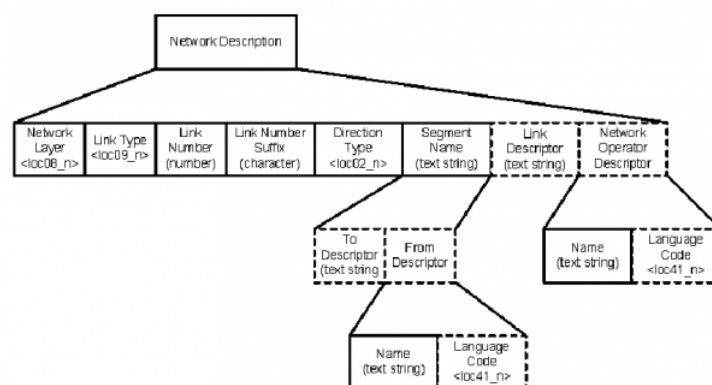 Network Description
Network
Layer
<loc08_n>
Link Type
<loc09_n>
Link
Number
(number)
Link Number
Suffix
(character)
Direction
Type
<loc02_n>
Segment
Name
(text string)
Link
Descriptor
(text string)
Network
Operator
Descriptor
To
Descriptor
(text string
From
Descriptor
Name
(text string)
Language
Code
<loc41_n>
Name
(text string)
Language
Code
<loc41_n>